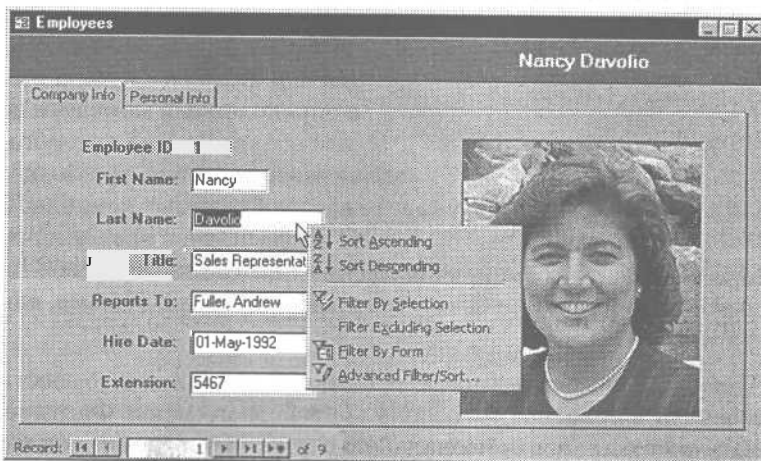 Employees
Nancy Davolio
Company Info Personal Info
Employee ID 1
First Name: Nancy
Last Name: Davolio
Sort Ascending
Sort Descending
J Title: Sales Representat
Filter By Selection
Reports To: Fuller, Andrew
Filter Excluding Selection
Hire Date: 01-May-1992
Filter By Form
Extension: 5467
Advanced Filter/Sort...
Record: 1 of 9